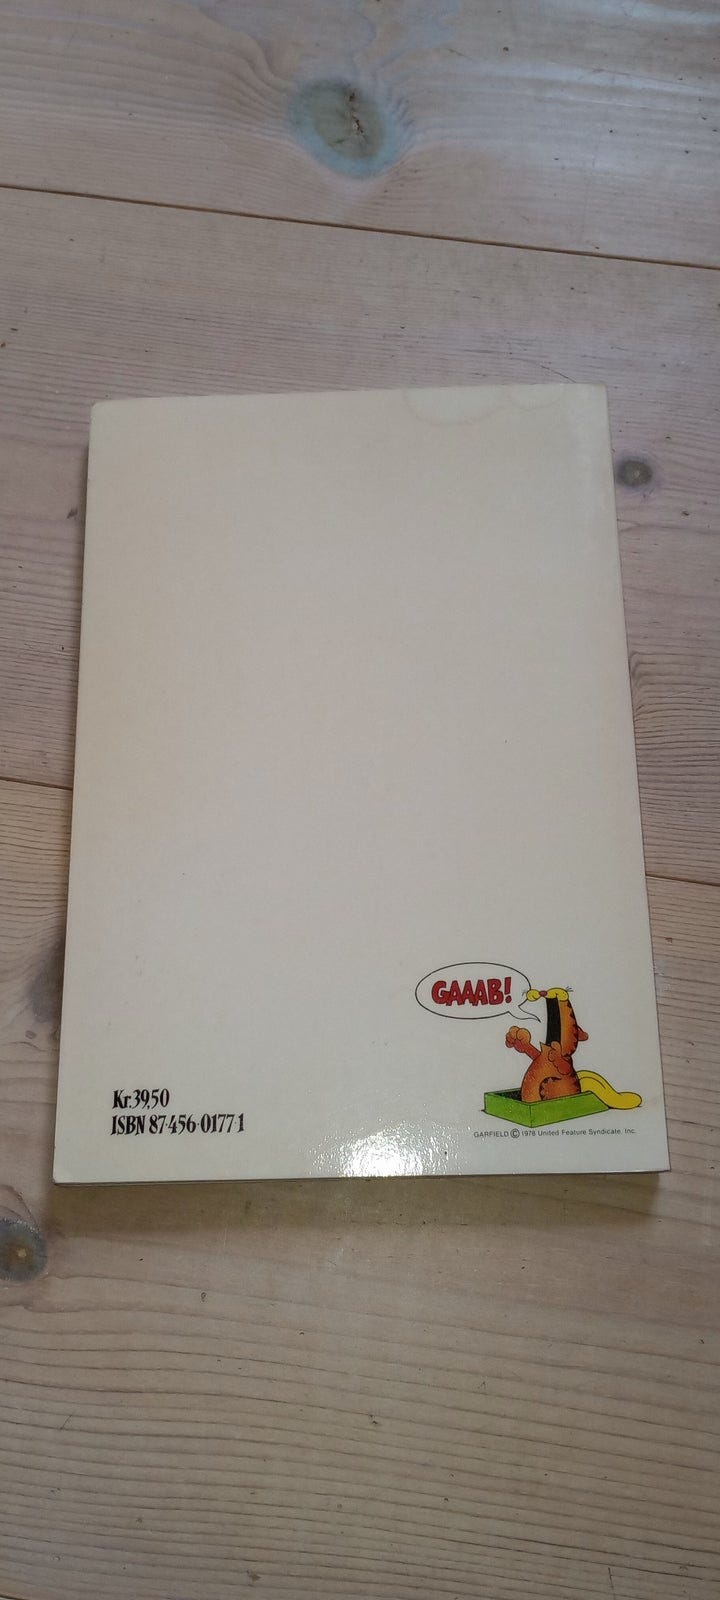 GAAAB!
Kr. 39,50
ISBN 87-456-0177-1
GARFIELD © 1978 United Feature Syndicate, Inc.